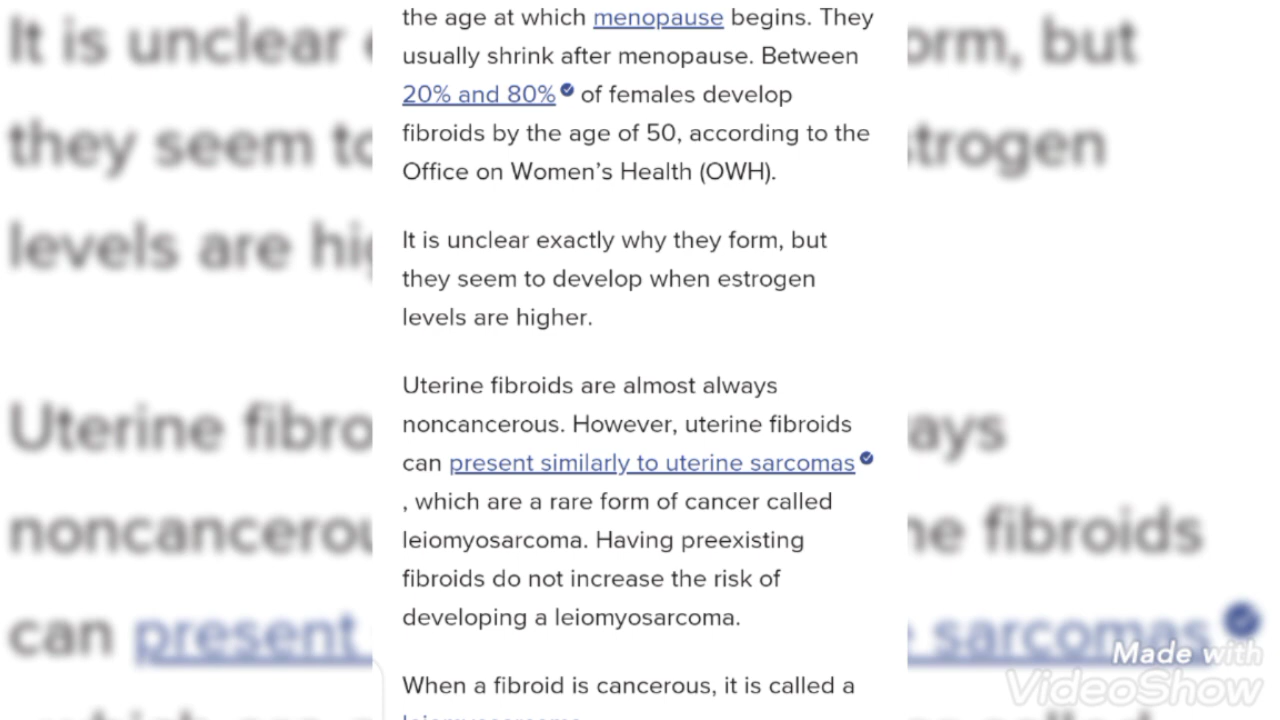 the age at which menopause begins. They
usually shrink after menopause. Between
20% and 80% of females develop
fibroids by the age of 50, according to the
Office on Women's Health (OWH).
It is unclear exactly why they form, but
they seem to develop when estrogen
levels are higher.
Uterine fibroids are almost always
noncancerous. However, uterine fibroids
can present similarly to uterine sarcomas
, which are a rare form of cancer called
leiomyosarcoma. Having preexisting
fibroids do not increase the risk of
developing a leiomyosarcoma.
When a fibroid is cancerous, it is called a
Made with
VideoShow